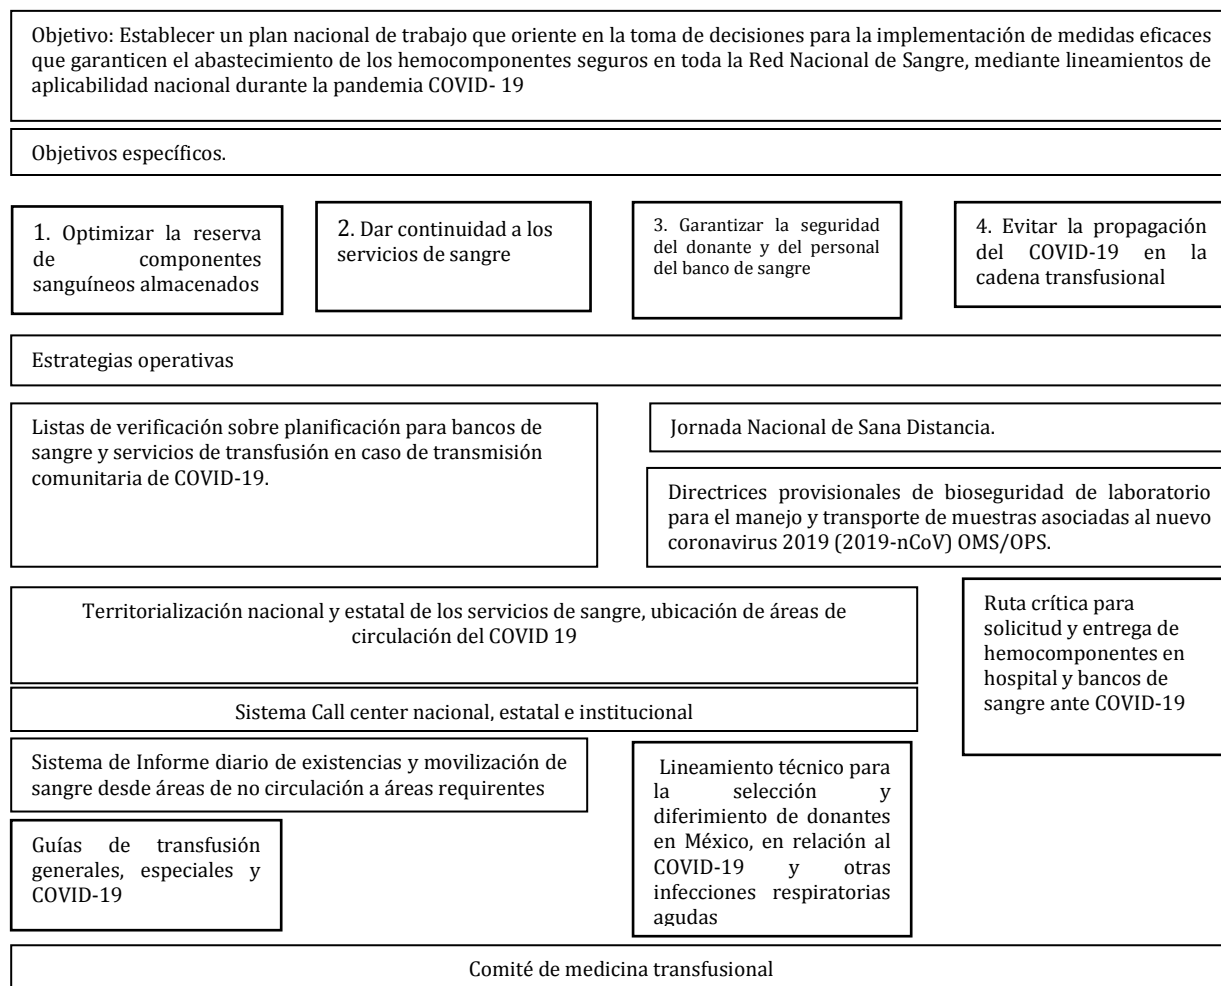 Objetivo: Establecer un plan nacional de trabajo que oriente en la toma de decisiones para la implementación de medidas eficaces
que garanticen el abastecimiento de los hemocomponentes seguros en toda la Red Nacional de Sangre, mediante lineamientos de
aplicabilidad nacional durante la pandemia COVID- 19
Objetivos específicos.
1. Optimizar la reserva
de componentes
sanguíneos almacenados
2. Dar continuidad a los
servicios de sangre
3. Garantizar la seguridad
del donante y del personal
del banco de sangre
4. Evitar la propagación
del COVID-19 en la
cadena transfusional
Estrategias operativas
Listas de verificación sobre planificación para bancos de
sangre y servicios de transfusión en caso de transmisión
comunitaria de COVID-19.
Jornada Nacional de Sana Distancia.
Directrices provisionales de bioseguridad de laboratorio
para el manejo y transporte de muestras asociadas al nuevo
coronavirus 2019 (2019-nCoV) OMS/OPS.
Territorialización nacional y estatal de los servicios de sangre, ubicación de áreas de
circulación del COVID 19
Ruta crítica para
solicitud y entrega de
hemocomponentes en
hospital y bancos de
sangre ante COVID-19
Sistema Call center nacional, estatal e institucional
Sistema de Informe diario de existencias y movilización de
sangre desde áreas de no circulación a áreas requirentes
Lineamiento técnico para
la selección y
diferimiento de donantes
en México, en relación al
COVID-19 y otras
infecciones respiratorias
agudas
Guías de transfusión
generales, especiales y
COVID-19
Comité de medicina transfusional